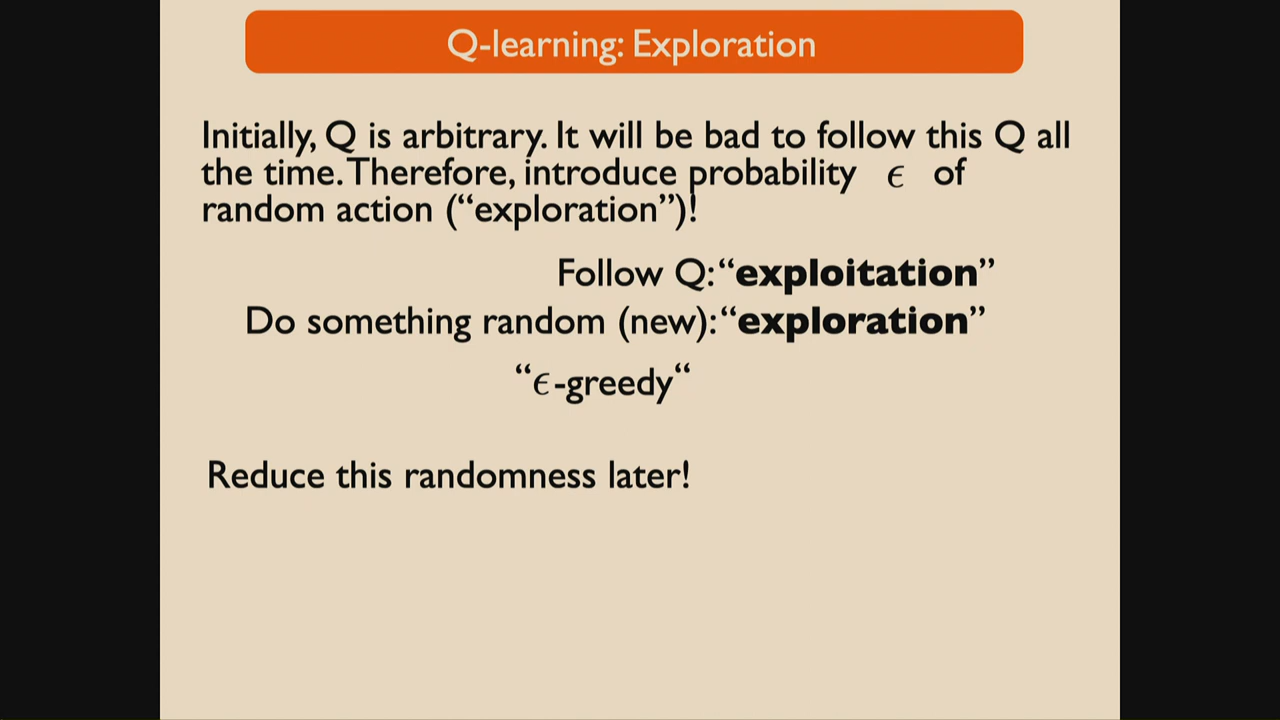 Q-learning: Exploration
Initially, Q is arbitrary. It will be bad to follow this Q all
the time. Therefore, introduce probability ϵ of
random action (“exploration”)!
Follow Q: “exploitation”
Do something random (new): “exploration”
“ϵ-greedy“
Reduce this randomness later!